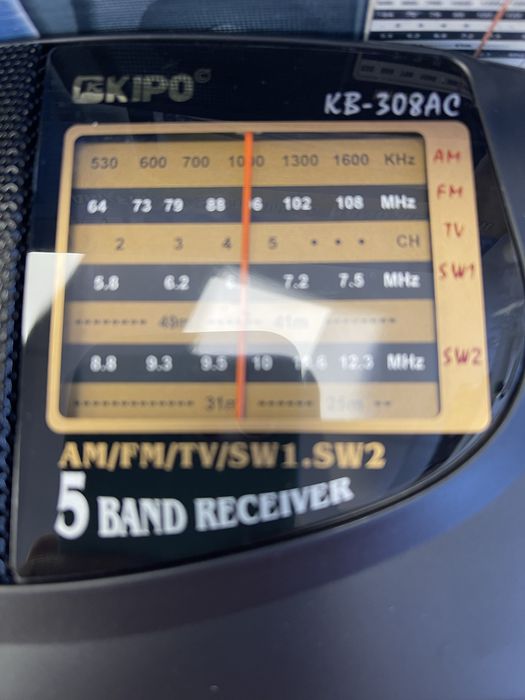 KIPO©
KB-308AC
530 600 700 1300 1600 KHz AM
64 73 79 88 102 108 MHz FM
2 3 4 5 • • • CH TV
5.8 6.2 7.2 7.5 MHz SW1
49m 41m
8.8 9.3 9.5 10 11.6 12.3 MHz SW2
31m 25m
AM/FM/TV/SW1.SW2
5 BAND RECEIVER